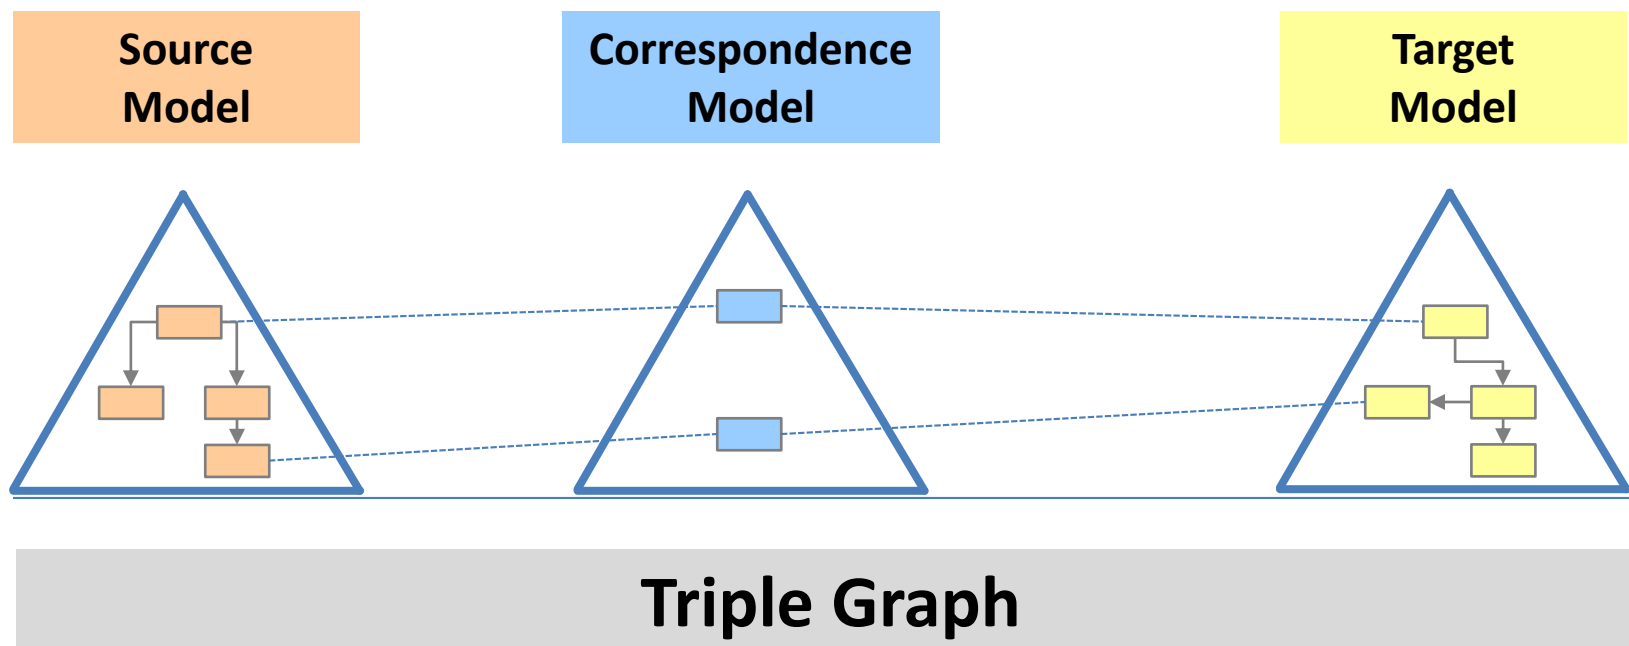 Source
Model
Correspondence
Model
Target
Model
Triple Graph